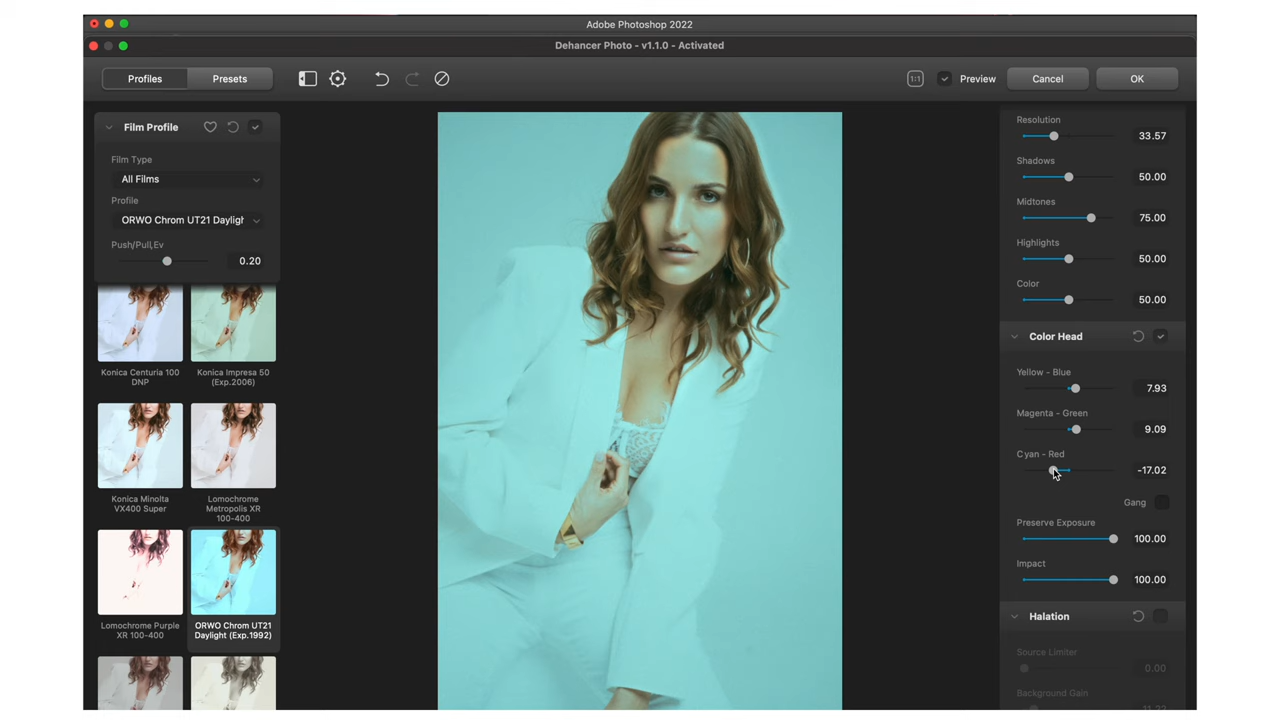 Adobe Photoshop 2022
Dehancer Photo - v1.1.0 - Activated
Profiles
Presets
1:1
Preview
Cancel
OK
Film Profile
Film Type
All Films
Profile
ORWO Chrom UT21 Dayligh
Push/Pull,Ev
0.20
Konica Centuria 100
DNP
Konica Impresa 50
(Exp.2006)
Konica Minolta
VX400 Super
Lomochrome
Metropolis XR
100-400
Lomochrome Purple
XR 100-400
ORWO Chrom UT21
Daylight (Exp.1992)
Resolution
33.57
Shadows
50.00
Midtones
75.00
Highlights
50.00
Color
50.00
Color Head
Yellow - Blue
7.93
Magenta - Green
9.09
Cyan - Red
-17.02
Gang
Preserve Exposure
100.00
Impact
100.00
Halation
Source Limiter
0.00
Background Gain